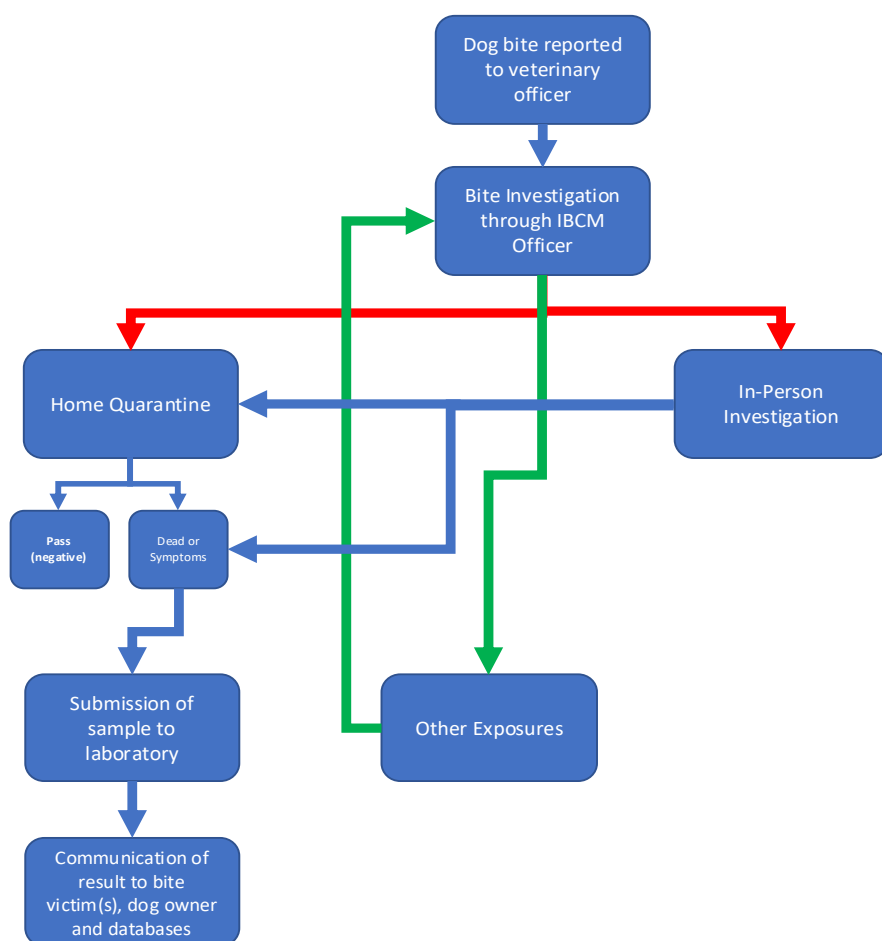 Dog bite reported
to veterinary
officer
Bite Investigation
through IBCM
Officer
Home Quarantine
In-Person
Investigation
Pass
(negative)
Dead or
Symptoms
Submission of
sample to
laboratory
Other Exposures
Communication of
result to bite
victim(s), dog owner
and databases